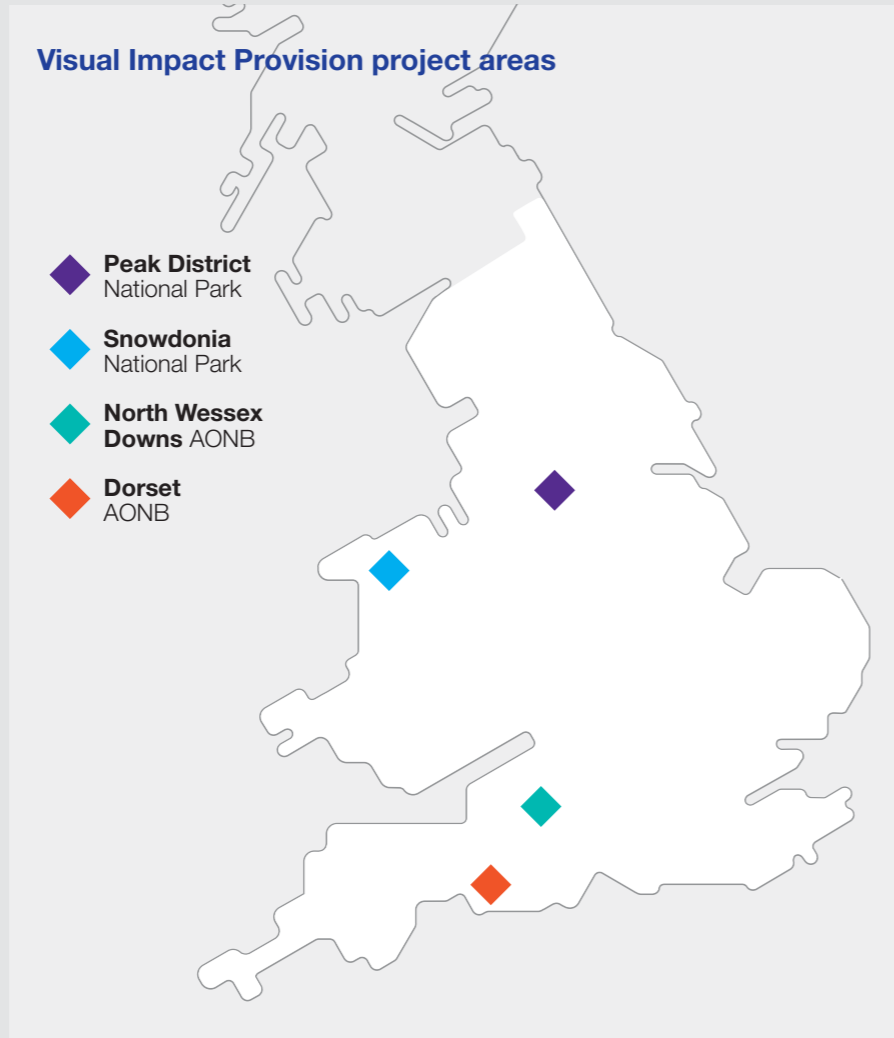 Visual Impact Provision project areas
Peak District
National Park
Snowdonia
National Park
North Wessex
Downs AONB
Dorset
AONB